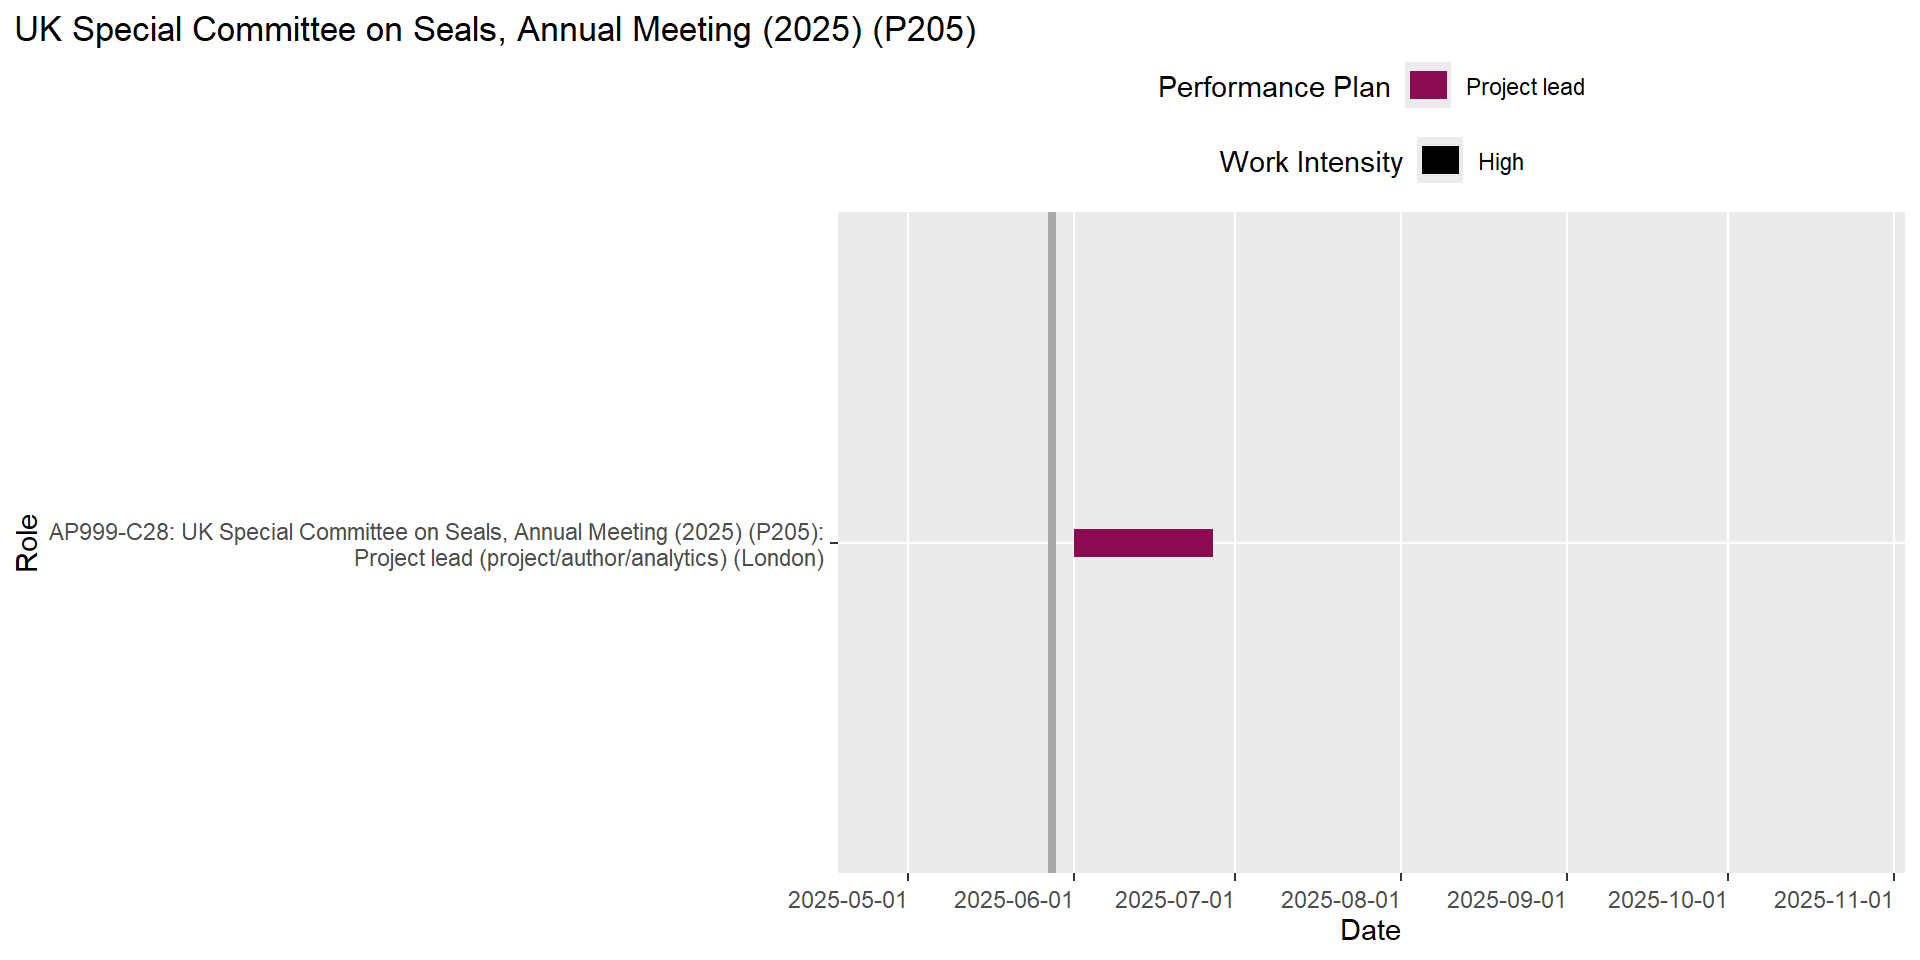 UK Special Committee on Seals, Annual Meeting (2025) (P205)
Performance Plan Project lead
Work Intensity High
Role
AP999-C28: UK Special Committee on Seals, Annual Meeting (2025) (P205):
Project lead (project/author/analytics) (London)
2025-05-01 2025-06-01 2025-07-01 2025-08-01 2025-09-01 2025-10-01 2025-11-01
Date